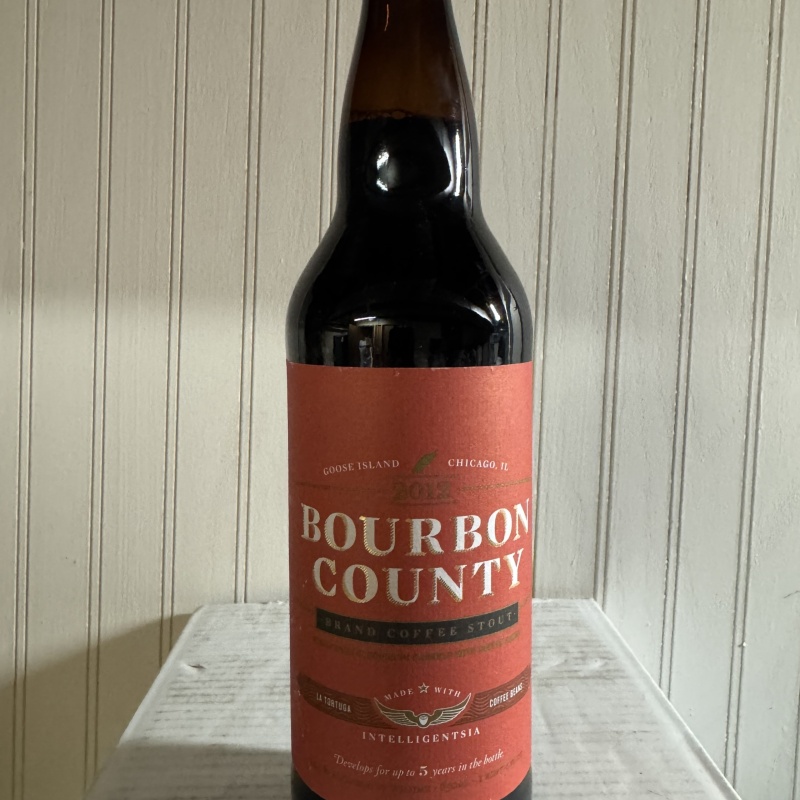 GOOSE ISLAND CHICAGO, IL
2012
BOURBON
COUNTY
BRAND COFFEE STOUT
MADE WITH
LA TORTUGA COFFEE BEANS
INTELLIGENTSIA
"Develops for up to 5 years in the bottle.